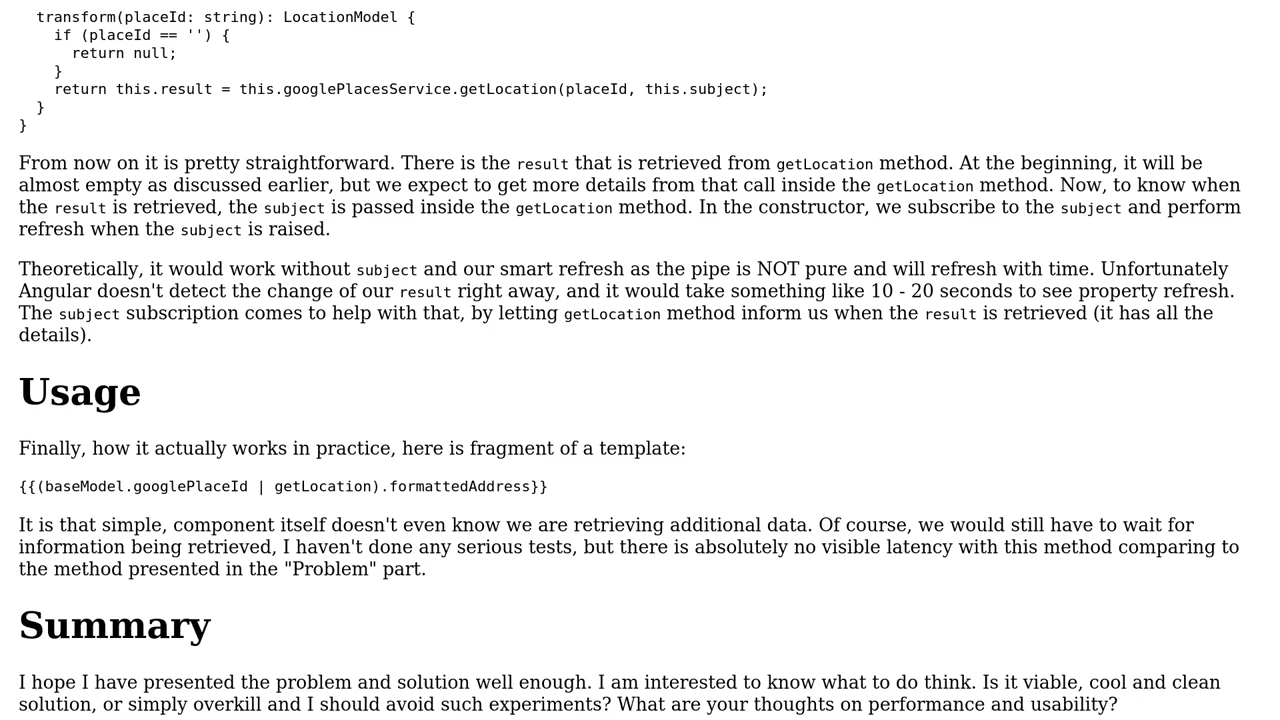 transform(placeId: string): LocationModel {
if (placeId == '') {
return null;
}
return this.result = this.googlePlacesService.getLocation(placeId, this.subject);
}
}
From now on it is pretty straightforward. There is the result that is retrieved from getLocation method. At the beginning, it will be
almost empty as discussed earlier, but we expect to get more details from that call inside the getLocation method. Now, to know when
the result is retrieved, the subject is passed inside the getLocation method. In the constructor, we subscribe to the subject and perform
refresh when the subject is raised.
Theoretically, it would work without subject and our smart refresh as the pipe is NOT pure and will refresh with time. Unfortunately
Angular doesn't detect the change of our result right away, and it would take something like 10 - 20 seconds to see property refresh.
The subject subscription comes to help with that, by letting getLocation method inform us when the result is retrieved (it has all the
details).
Usage
Finally, how it actually works in practice, here is fragment of a template:
{{(baseModel.googlePlaceId | getLocation).formattedAddress}}
It is that simple, component itself doesn't even know we are retrieving additional data. Of course, we would still have to wait for
information being retrieved, I haven't done any serious tests, but there is absolutely no visible latency with this method comparing to
the method presented in the "Problem" part.
Summary
I hope I have presented the problem and solution well enough. I am interested to know what to do think. Is it viable, cool and clean
solution, or simply overkill and I should avoid such experiments? What are your thoughts on performance and usability?